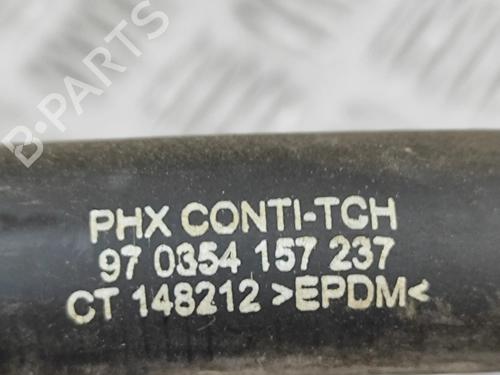 PHX CONTI-TCH
97 0354 157 237
CT 148212 >EPDM<
B-PARTS